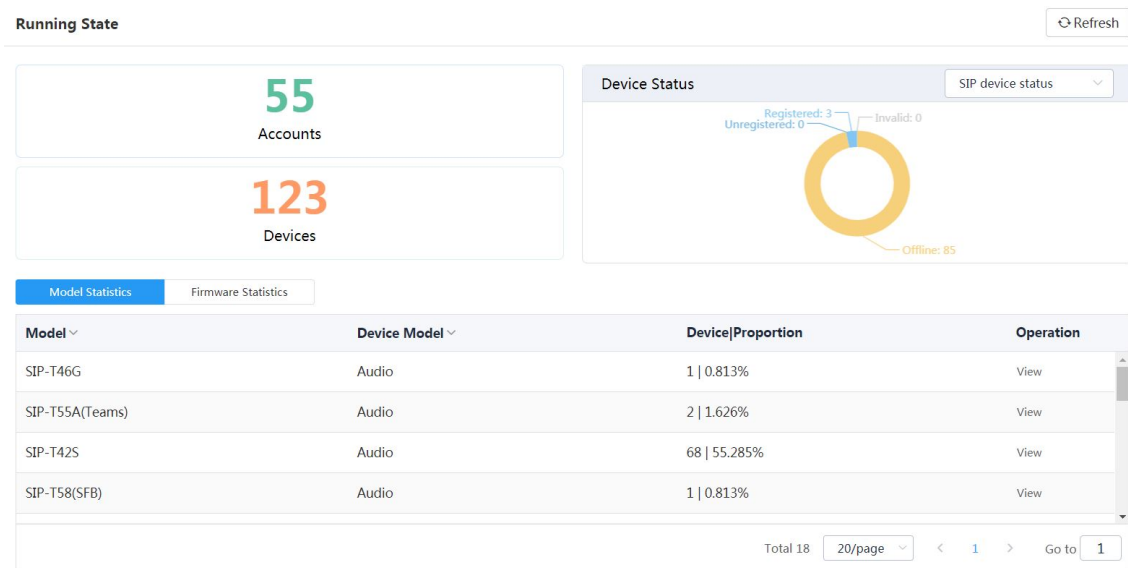 Running State
Refresh
55
Accounts
123
Devices
Device Status
SIP device status
Registered: 3
Unregistered: 0
Invalid: 0
Offline: 85
Model Statistics
Firmware Statistics
Model Device Model Device|Proportion Operation
SIP-T46G Audio 1 | 0.813% View
SIP-T55A(Teams) Audio 2 | 1.626% View
SIP-T42S Audio 68 | 55.285% View
SIP-T58(SFB) Audio 1 | 0.813% View
Total 18 20/page < 1 > Go to 1